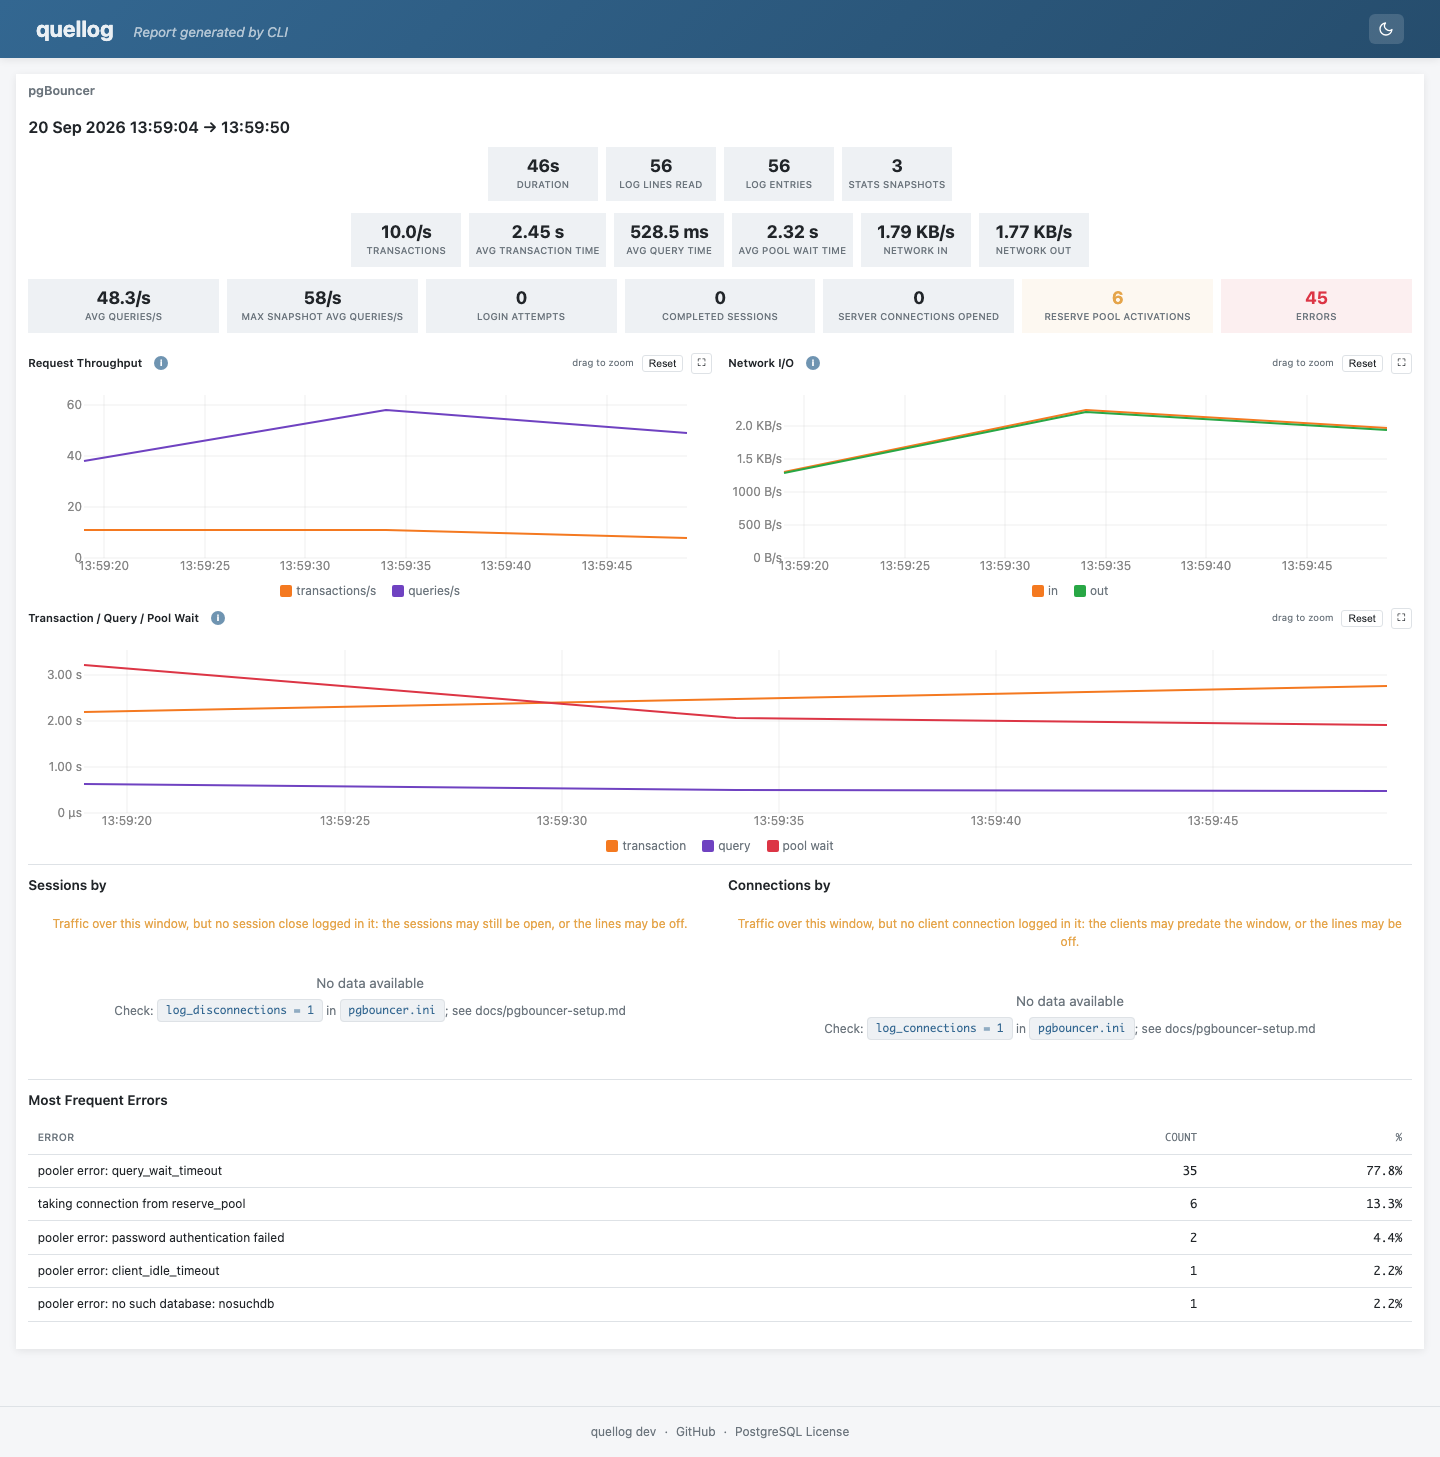 quellog
Report generated by CLI
pgBouncer
20 Sep 2026 13:59:04 → 13:59:50
46s
DURATION
56
LOG LINES READ
56
LOG ENTRIES
3
STATS SNAPSHOTS
10.0/s
TRANSACTIONS
2.45 s
AVG TRANSACTION TIME
528.5 ms
AVG QUERY TIME
2.32 s
AVG POOL WAIT TIME
1.79 KB/s
NETWORK IN
1.77 KB/s
NETWORK OUT
48.3/s
AVG QUERIES/S
58/s
MAX SNAPSHOT AVG QUERIES/S
0
LOGIN ATTEMPTS
0
COMPLETED SESSIONS
0
SERVER CONNECTIONS OPENED
6
RESERVE POOL ACTIVATIONS
45
ERRORS
Request Throughput i drag to zoom Reset
60
40
20
0
13:59:20 13:59:25 13:59:30 13:59:35 13:59:40 13:59:45
transactions/s queries/s
Network I/O i drag to zoom Reset
2.0 KB/s
1.5 KB/s
1000 B/s
500 B/s
0 B/s
13:59:20 13:59:25 13:59:30 13:59:35 13:59:40 13:59:45
in out
Transaction / Query / Pool Wait i drag to zoom Reset
3.00 s
2.00 s
1.00 s
0 µs
13:59:20 13:59:25 13:59:30 13:59:35 13:59:40 13:59:45
transaction query pool wait
Sessions by
Traffic over this window, but no session close logged in it: the sessions may still be open, or the lines may be off.
No data available
Check: log_disconnections = 1 in pgbouncer.ini; see docs/pgbouncer-setup.md
Connections by
Traffic over this window, but no client connection logged in it: the clients may predate the window, or the lines may be
off.
No data available
Check: log_connections = 1 in pgbouncer.ini; see docs/pgbouncer-setup.md
Most Frequent Errors
ERROR COUNT %
pooler error: query_wait_timeout 35 77.8%
taking connection from reserve_pool 6 13.3%
pooler error: password authentication failed 2 4.4%
pooler error: client_idle_timeout 1 2.2%
pooler error: no such database: nosuchdb 1 2.2%
quellog dev · GitHub · PostgreSQL License